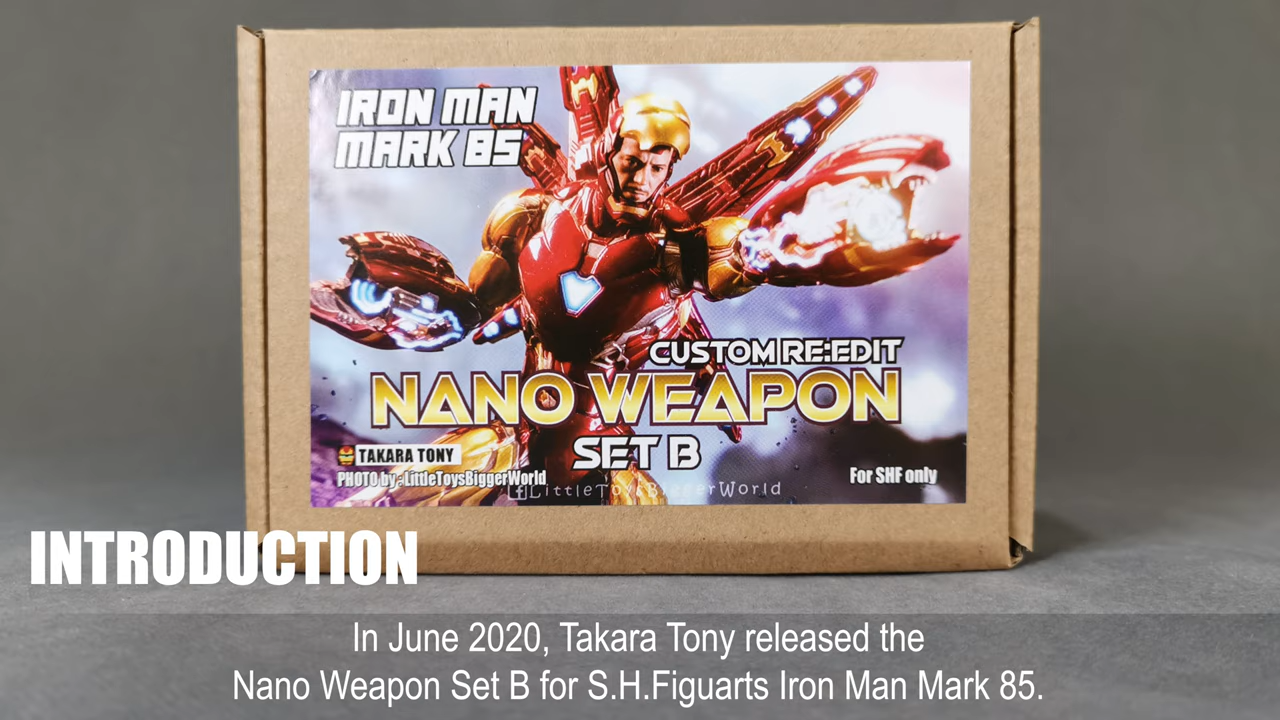 IRON MAN
MARK 85
CUSTOM RE:EDIT
NANO WEAPON
SET B
TAKARA TONY
PHOTO by:LittleToysBiggerWorld
LittleToysBiggerWorld
For SHF only
INTRODUCTION
In June 2020, Takara Tony released the
Nano Weapon Set B for S.H.Figuarts Iron Man Mark 85.